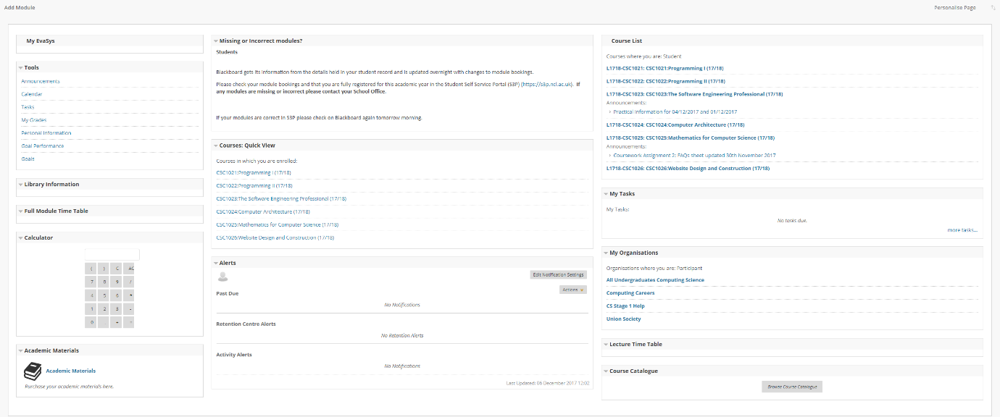 Add Module
Personalise Page
My EvaSys
Tools
Announcements
Calendar
Tasks
My Grades
Personal Information
Goal Performance
Goals
Library Information
Full Module Time Table
Calculator
( ) C AC
7 8 9 /
4 5 6 *
1 2 3 -
0 . + =
Academic Materials
Academic Materials
Purchase your academic materials here.
Missing or Incorrect modules?
Students
Blackboard gets its information from the details held in your student record and is updated overnight with changes to module bookings.
Please check your module bookings and that you are fully registered for this academic year in the Student Self Service Portal (S3P) (https://s3p.ncl.ac.uk). If
any modules are missing or incorrect please contact your School Office.
If your modules are correct in S3P please check on Blackboard again tomorrow morning.
Courses: Quick View
Courses in which you are enrolled:
CSC1021:Programming I (17/18)
CSC1022:Programming II (17/18)
CSC1023:The Software Engineering Professional (17/18)
CSC1024:Computer Architecture (17/18)
CSC1025:Mathematics for Computer Science (17/18)
CSC1026:Website Design and Construction (17/18)
Alerts
Edit Notification Settings
Actions
Past Due
No Notifications
Retention Centre Alerts
No Retention Alerts
Activity Alerts
No Notifications
Last Updated: 06 December 2017 12:02
Course List
Courses where you are: Student
L1718-CSC1021: CSC1021:Programming I (17/18)
L1718-CSC1022: CSC1022:Programming II (17/18)
L1718-CSC1023: CSC1023:The Software Engineering Professional (17/18)
Announcements:
Practical Information for 04/12/2017 and 01/12/2017
L1718-CSC1024: CSC1024:Computer Architecture (17/18)
L1718-CSC1025: CSC1025:Mathematics for Computer Science (17/18)
Announcements:
Coursework Assignment 2: FAQs sheet updated 30th November 2017
L1718-CSC1026: CSC1026:Website Design and Construction (17/18)
My Tasks
My Tasks:
No tasks due.
more tasks...
My Organisations
Organisations where you are: Participant
All Undergraduates Computing Science
Computing Careers
CS Stage 1 Help
Union Society
Lecture Time Table
Course Catalogue
Browse Course Catalogue